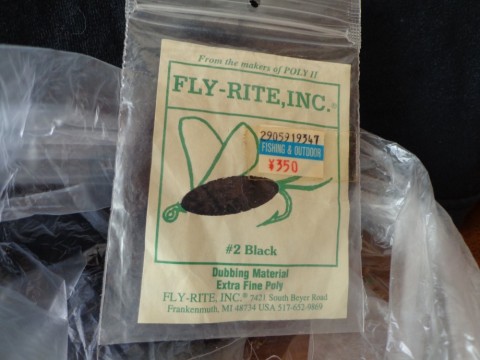 From the makers of POLY II
FLY-RITE, INC.®
2905919547
FISHING & OUTDOOR
¥350
#2 Black
Dubbing Material
Extra Fine Poly
FLY-RITE, INC.® 7421 South Beyer Road
Frankenmuth, MI 48734 USA 517-652-9869